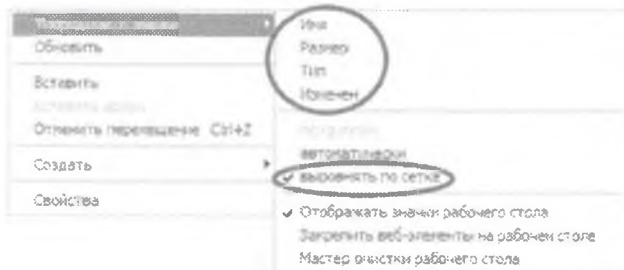 Обновить
Вставить
Отменить перемещение Ctrl+Z
Создать
Свойства
Имя
Размер
Тип
Изменен
автоматически
✓ выровнять по сетке
✓ Отображать значки рабочего стола
Закрепить веб-элементы на рабочем столе
Мастер очистки рабочего стола